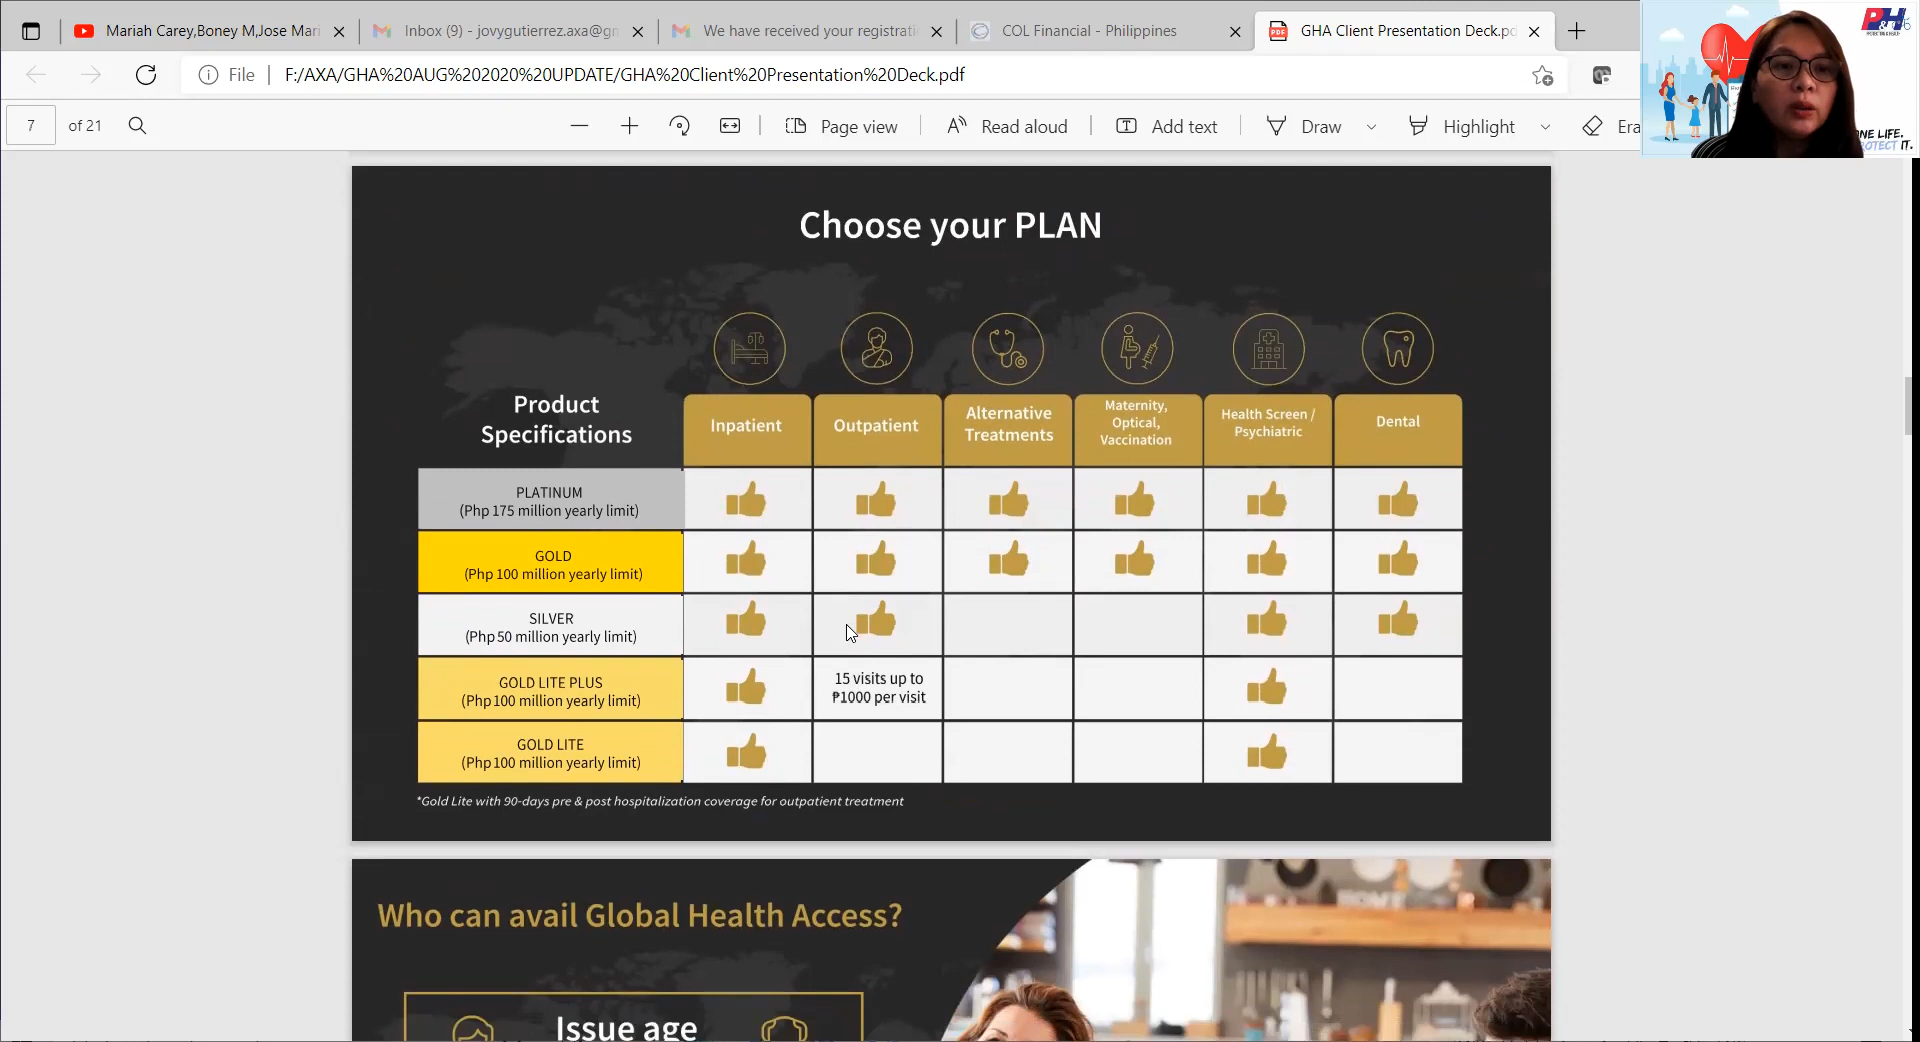 Mariah Carey,Boney M,Jose Mari
Inbox (9) - jovygutierrez.axa@gm
We have received your registrati
COL Financial - Philippines
GHA Client Presentation Deck.pd
File
F:/AXA/GHA%20AUG%202020%20UPDATE/GHA%20Client%20Presentation%20Deck.pdf
7 of 21
Page view
Read aloud
Add text
Draw
Highlight
Era
P&H
ONE LIFE.
PROTECT IT.
Choose your PLAN
Product
Specifications
Inpatient
Outpatient
Alternative
Treatments
Maternity,
Optical,
Vaccination
Health Screen /
Psychiatric
Dental
PLATINUM
(Php 175 million yearly limit)
GOLD
(Php 100 million yearly limit)
SILVER
(Php 50 million yearly limit)
GOLD LITE PLUS
(Php 100 million yearly limit)
15 visits up to
₱1000 per visit
GOLD LITE
(Php 100 million yearly limit)
*Gold Lite with 90-days pre & post hospitalization coverage for outpatient treatment
Who can avail Global Health Access?
Issue age